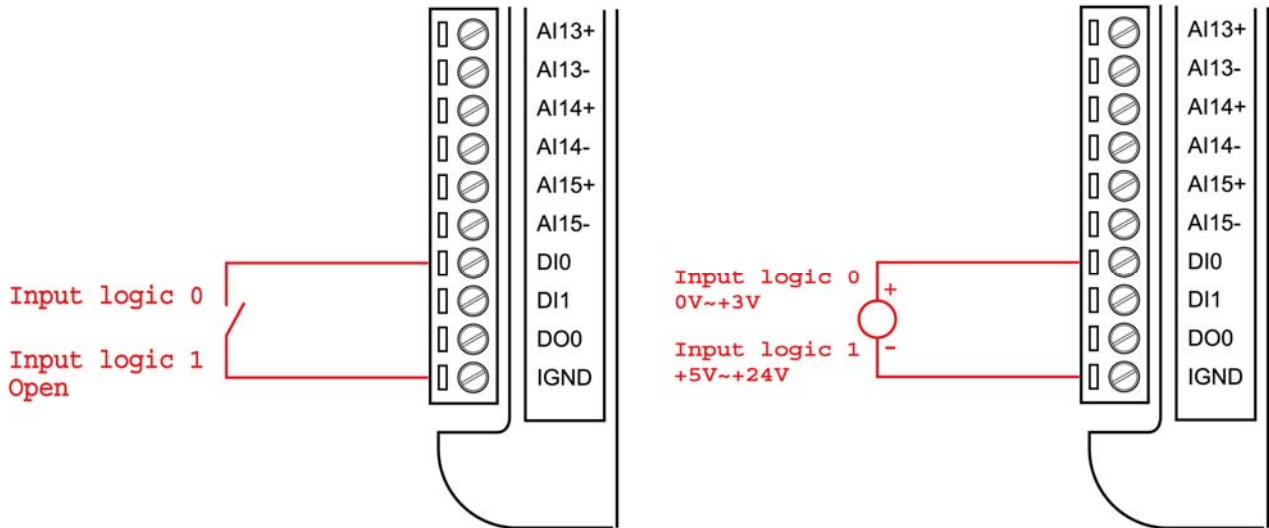 AI13+
AI13-
AI14+
AI14-
AI15+
AI15-
DI0
DI1
DO0
IGND
Input logic 0
Input logic 1
Open
AI13+
AI13-
AI14+
AI14-
AI15+
AI15-
DI0
DI1
DO0
IGND
Input logic 0
0V~+3V
+
Input logic 1
-
+5V~+24V